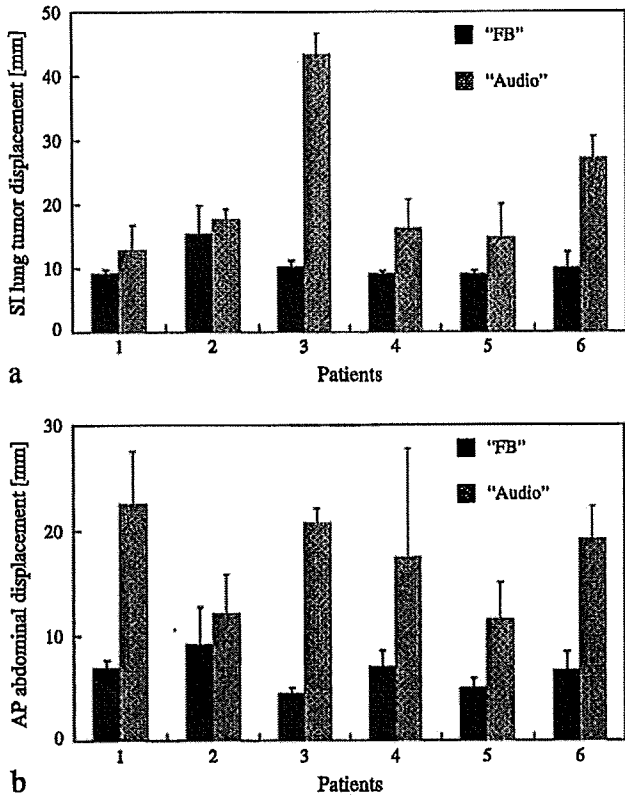 50
40
30
20
10
0
SI lung tumor displacement [mm]
"FB"
"Audio"
1 2 3 4 5 6
a
Patients
30
20
10
0
AP abdominal displacement [mm]
"FB"
"Audio"
1 2 3 4 5 6
b
Patients